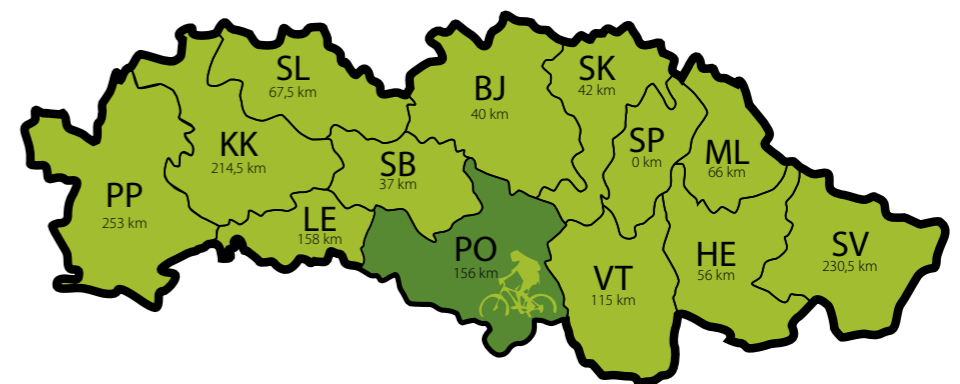 SL
67,5 km
BJ
40 km
SK
42 km
SP
0 km
ML
66 km
KK
214,5 km
SB
37 km
PP
253 km
LE
158 km
PO
156 km
VT
115 km
HE
56 km
SV
230,5 km